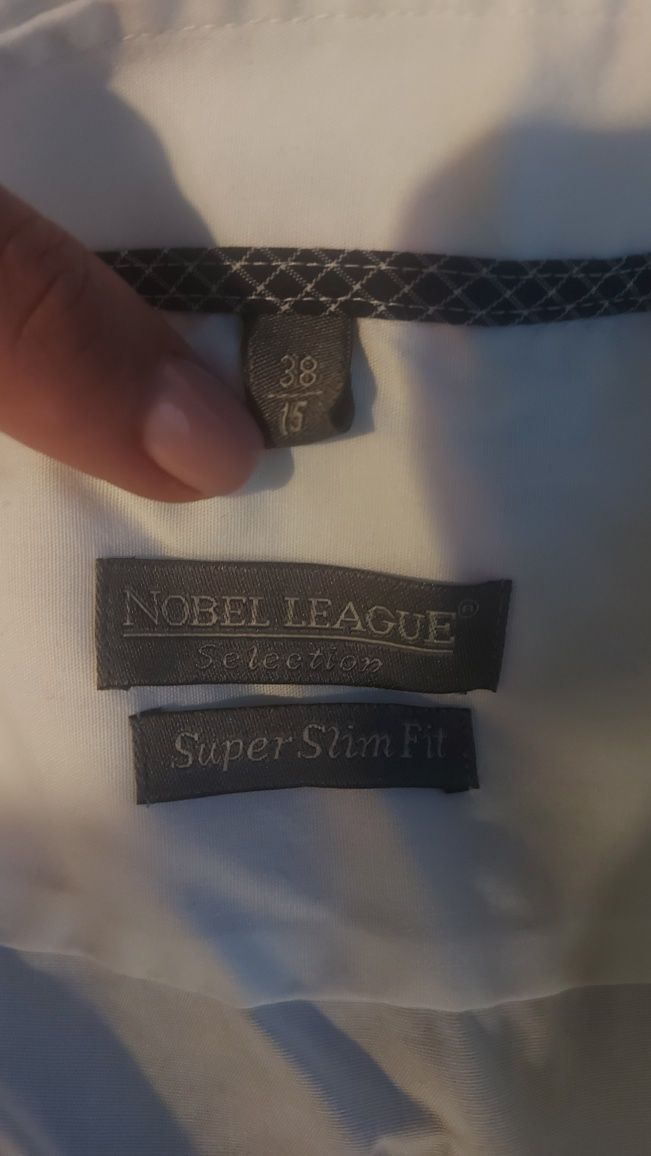 38
15
NOBEL LEAGUE®
Selection
Super Slim Fit